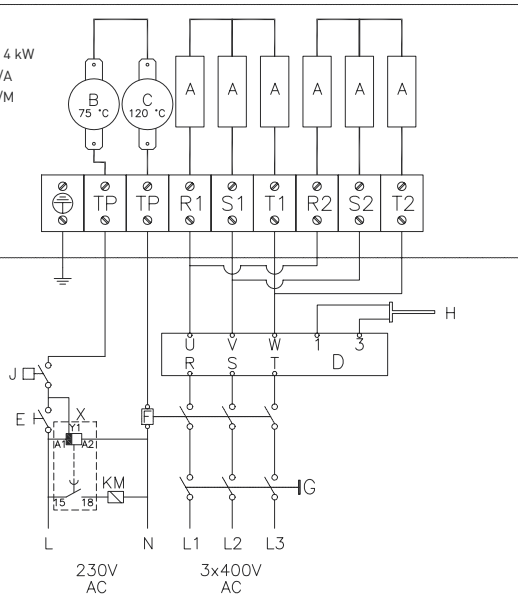 4 kW
/A
/M
B
75 °C
C
120 °C
A A A A A A
TP TP R1 S1 T1 R2 S2 T2
H
U V W 1 3
R S T D
J
E X F
Y1
A1 A2
KM
15 18
G
L N L1 L2 L3
230V 3x400V
AC AC